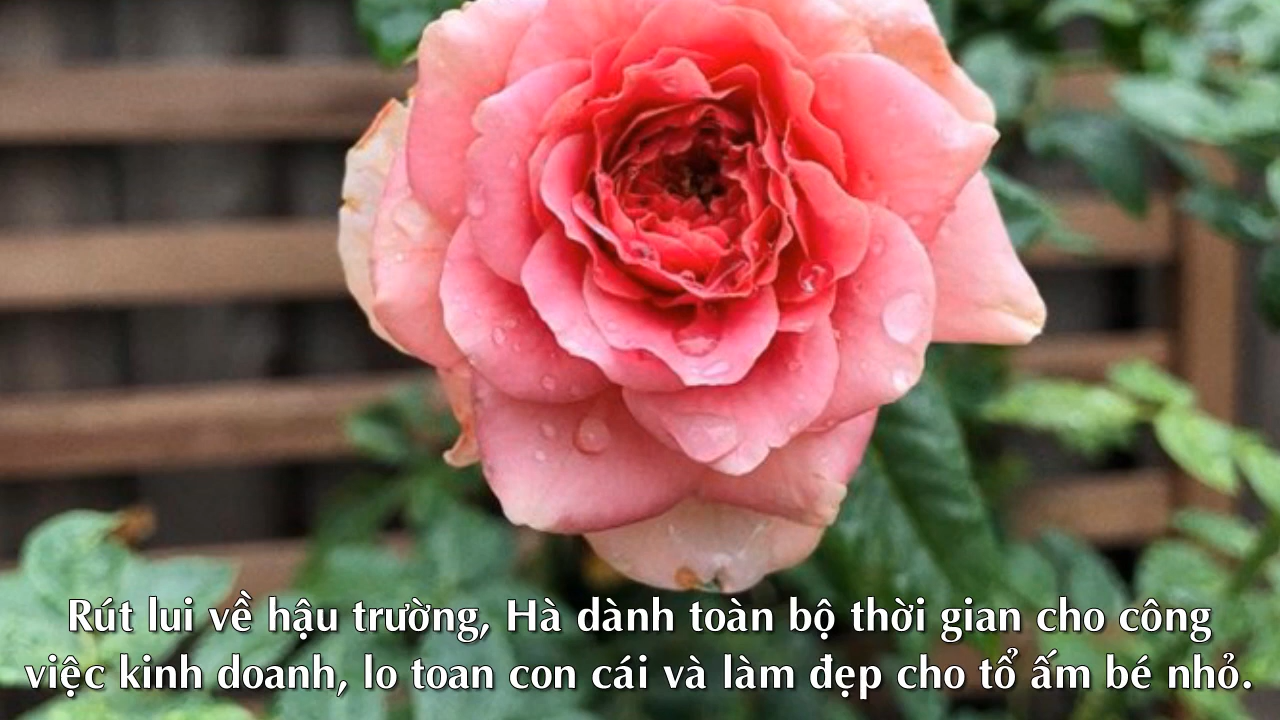 Rút lui về hậu trường, Hà dành toàn bộ thời gian cho công
việc kinh doanh, lo toan con cái và làm đẹp cho tổ ấm bé nhỏ.